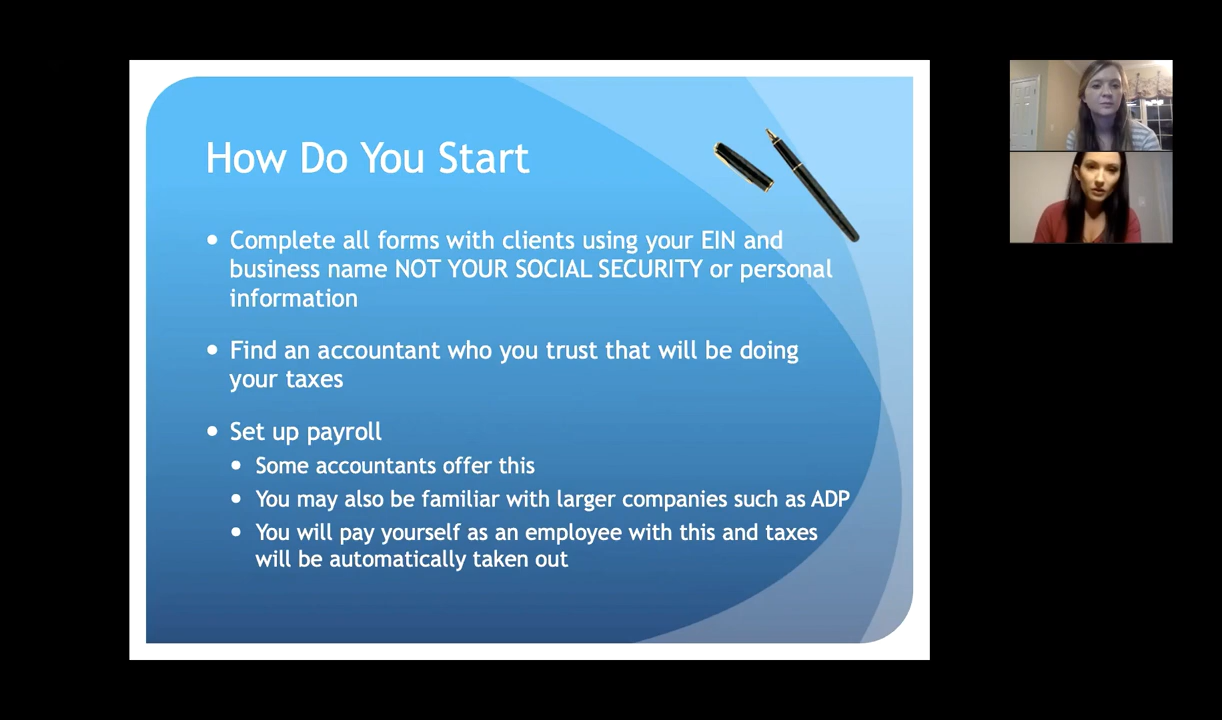 How Do You Start
• Complete all forms with clients using your EIN and
business name NOT YOUR SOCIAL SECURITY or personal
information
• Find an accountant who you trust that will be doing
your taxes
• Set up payroll
• Some accountants offer this
• You may also be familiar with larger companies such as ADP
• You will pay yourself as an employee with this and taxes
will be automatically taken out